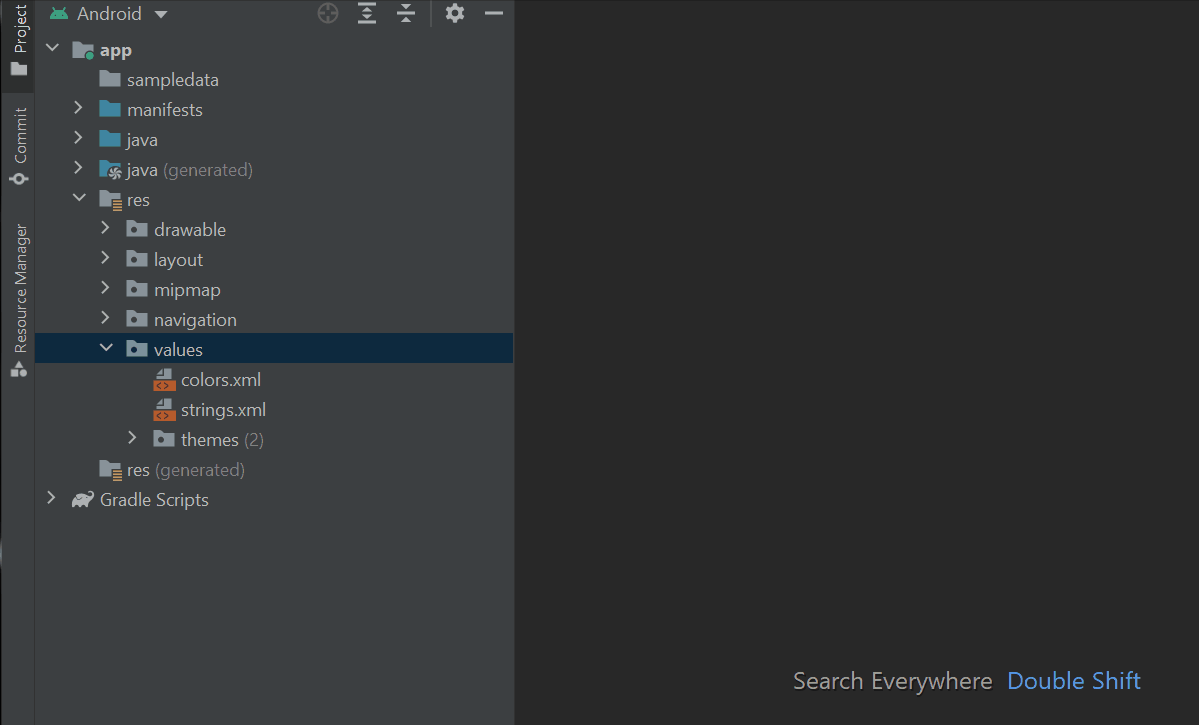 Project
Commit
Resource Manager
Android
app
sampledata
manifests
java
java (generated)
res
drawable
layout
mipmap
navigation
values
colors.xml
strings.xml
themes (2)
res (generated)
Gradle Scripts
Search Everywhere Double Shift